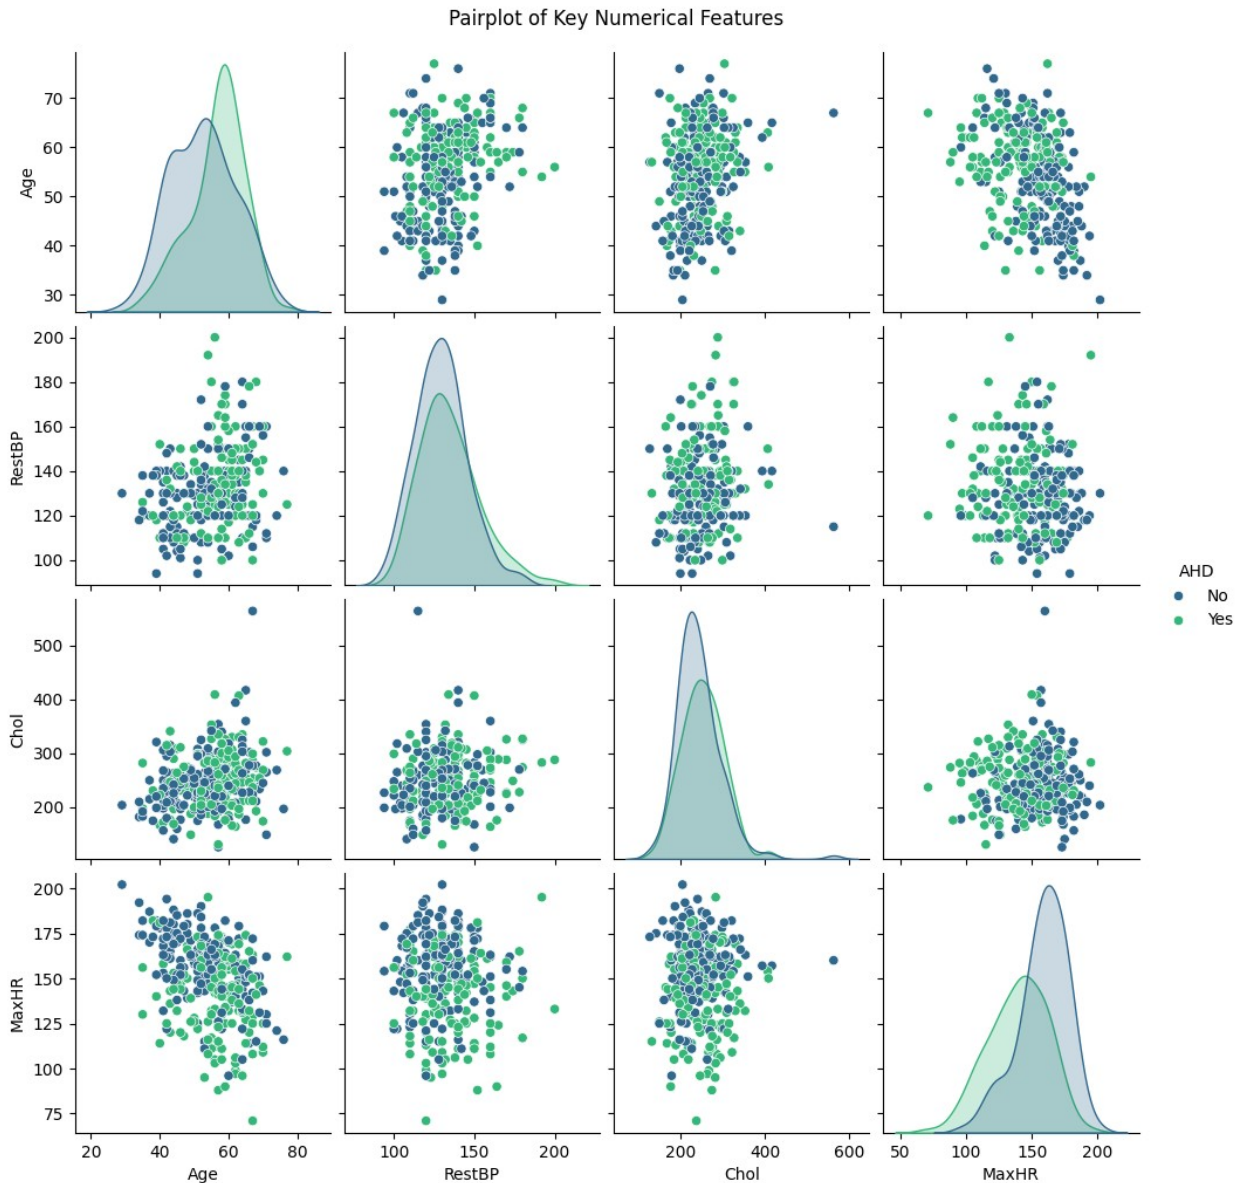 Pairplot of Key Numerical Features
70
60
50
40
30
Age
200
180
160
140
120
100
RestBP
AHD
No
Yes
500
400
300
200
Chol
200
175
150
125
100
75
MaxHR
20 40 60 80
100 150 200
200 400 600
50 100 150 200
Age RestBP Chol MaxHR